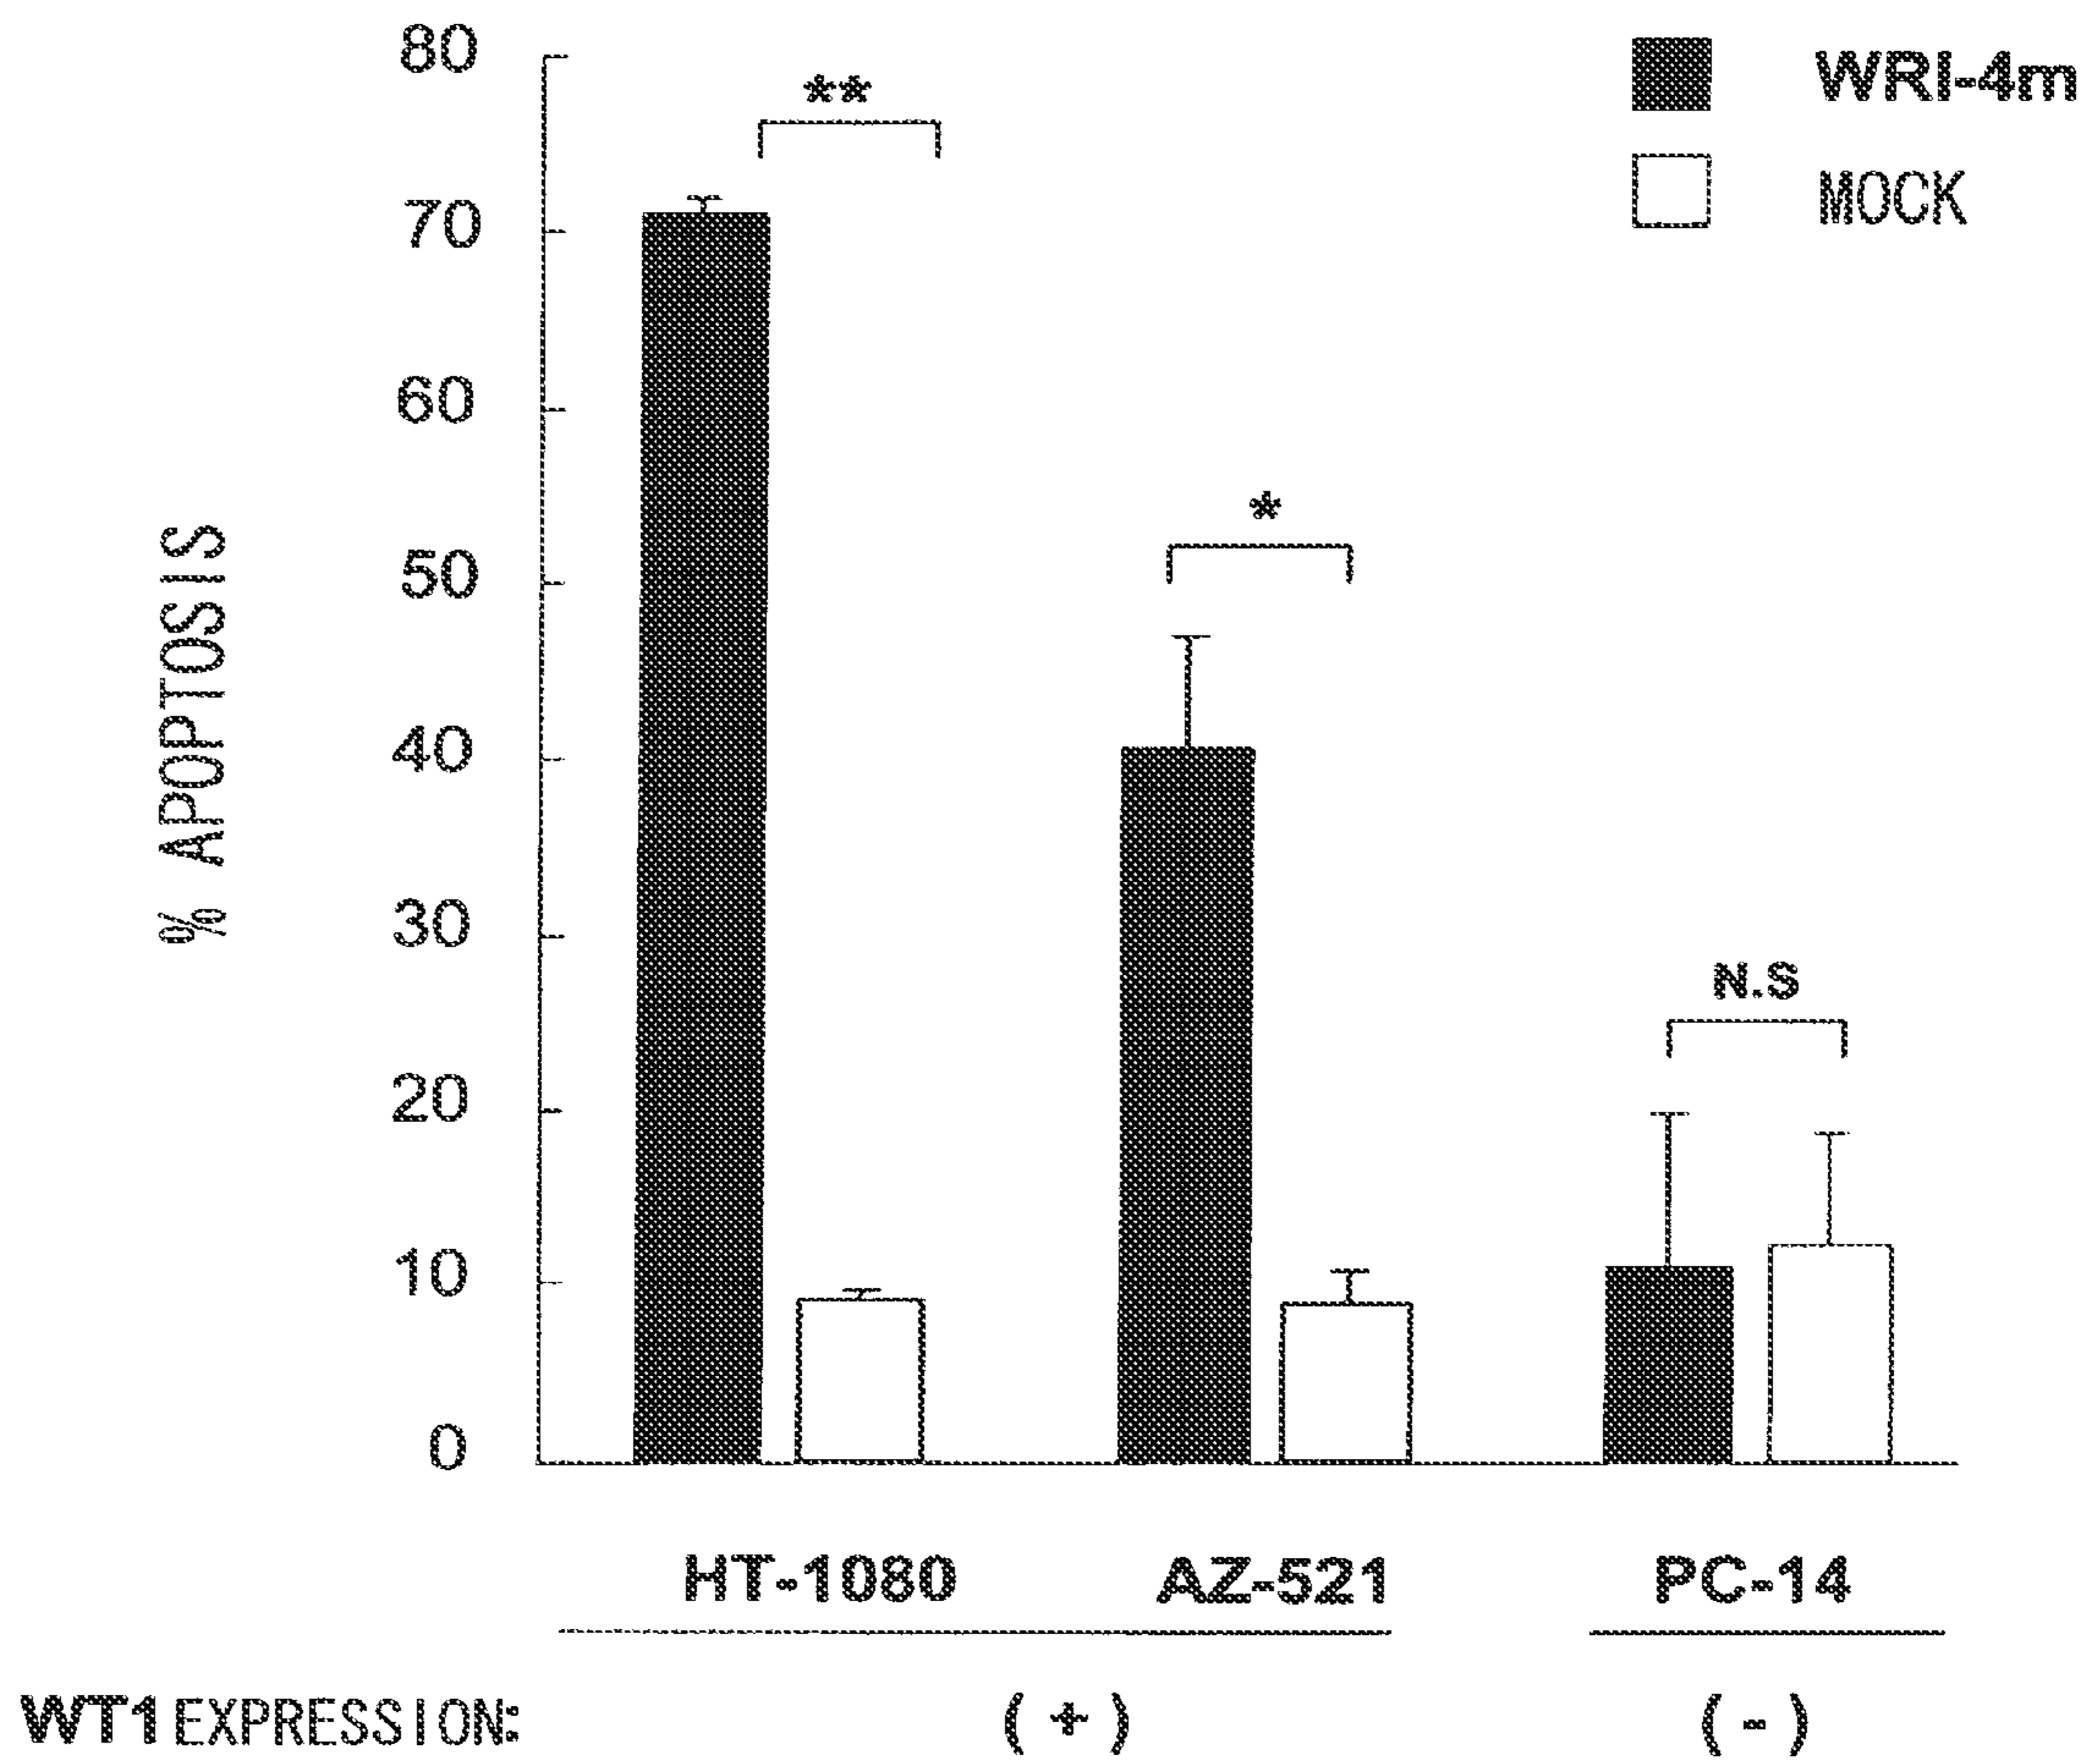 80
70
60
50
40
30
20
10
0
% APOPTOSIS
**
*
N.S
WRI-4m
MOCK
HT-1080 AZ-521 PC-14
WT1 EXPRESSION: (+) (-)